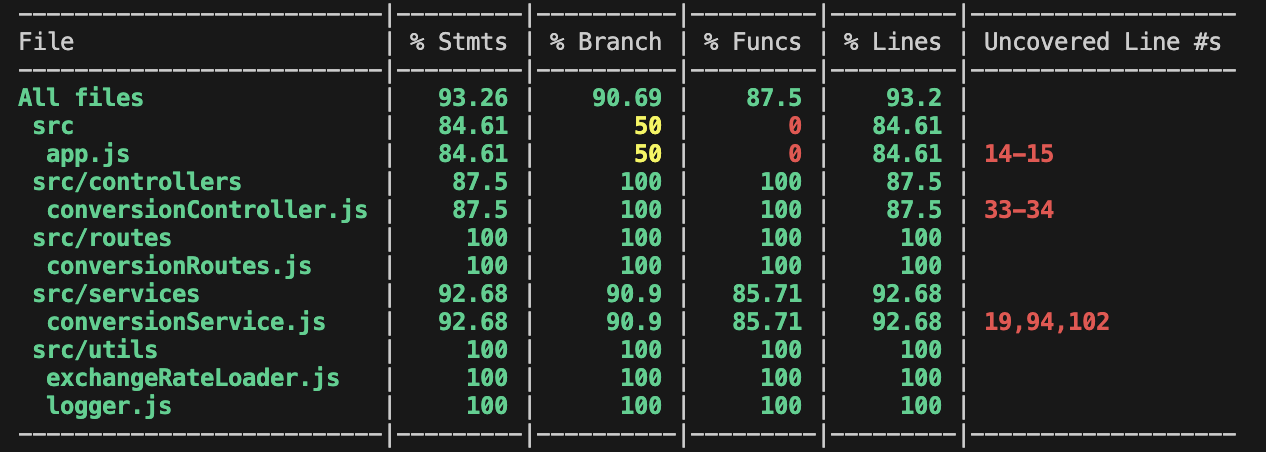 File | % Stmts | % Branch | % Funcs | % Lines | Uncovered Line #s
All files | 93.26 | 90.69 | 87.5 | 93.2 |
src | 84.61 | 50 | 0 | 84.61 |
app.js | 84.61 | 50 | 0 | 84.61 | 14-15
src/controllers | 87.5 | 100 | 100 | 87.5 |
conversionController.js | 87.5 | 100 | 100 | 87.5 | 33-34
src/routes | 100 | 100 | 100 | 100 |
conversionRoutes.js | 100 | 100 | 100 | 100 |
src/services | 92.68 | 90.9 | 85.71 | 92.68 |
conversionService.js | 92.68 | 90.9 | 85.71 | 92.68 | 19,94,102
src/utils | 100 | 100 | 100 | 100 |
exchangeRateLoader.js | 100 | 100 | 100 | 100 |
logger.js | 100 | 100 | 100 | 100 |